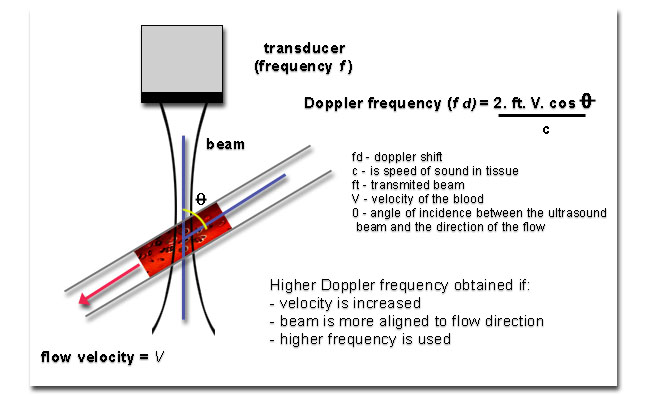 transducer
(frequency f)
Doppler frequency (f d) = 2. ft. V. cos θ
c
beam
θ
fd - doppler shift
c - is speed of sound in tissue
ft - transmited beam
V - velocity of the blood
0 - angle of incidence between the ultrasound
beam and the direction of the flow
Higher Doppler frequency obtained if:
- velocity is increased
- beam is more aligned to flow direction
- higher frequency is used
flow velocity = V